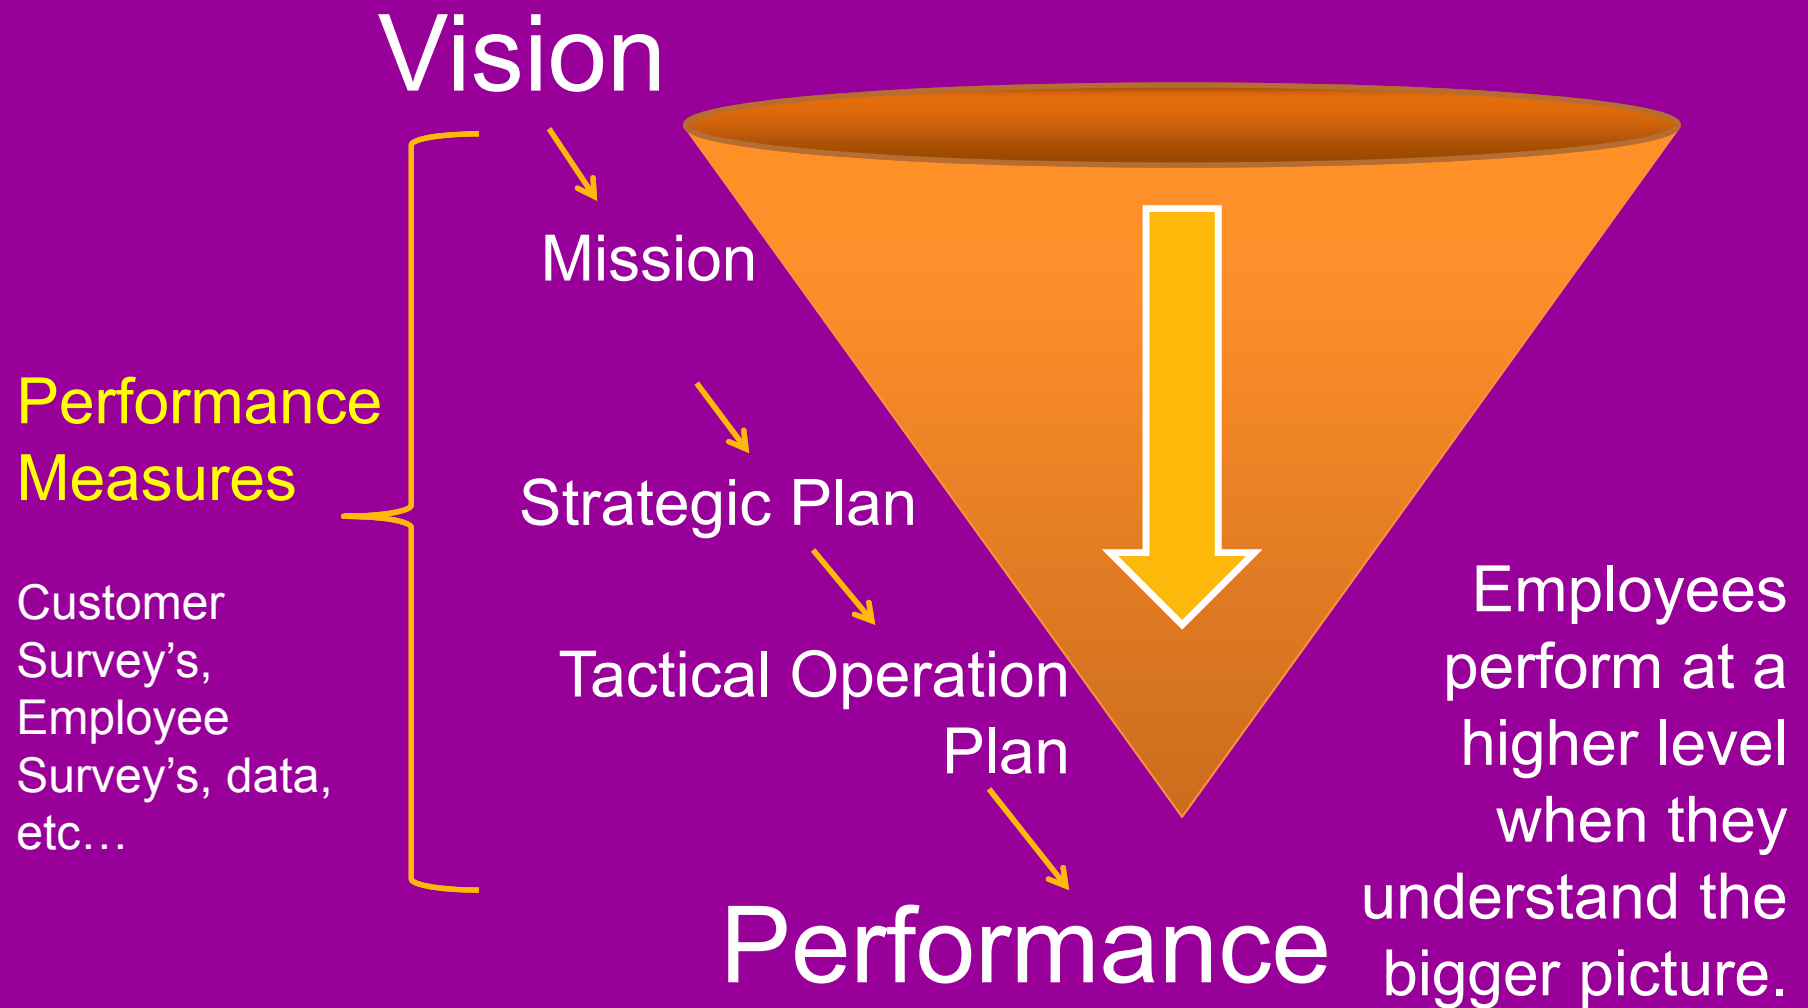 Vision
Mission
Strategic Plan
Tactical Operation
Plan
Performance
Performance
Measures
Customer
Survey’s,
Employee
Survey’s, data,
etc…
Employees
perform at a
higher level
when they
understand the
bigger picture.